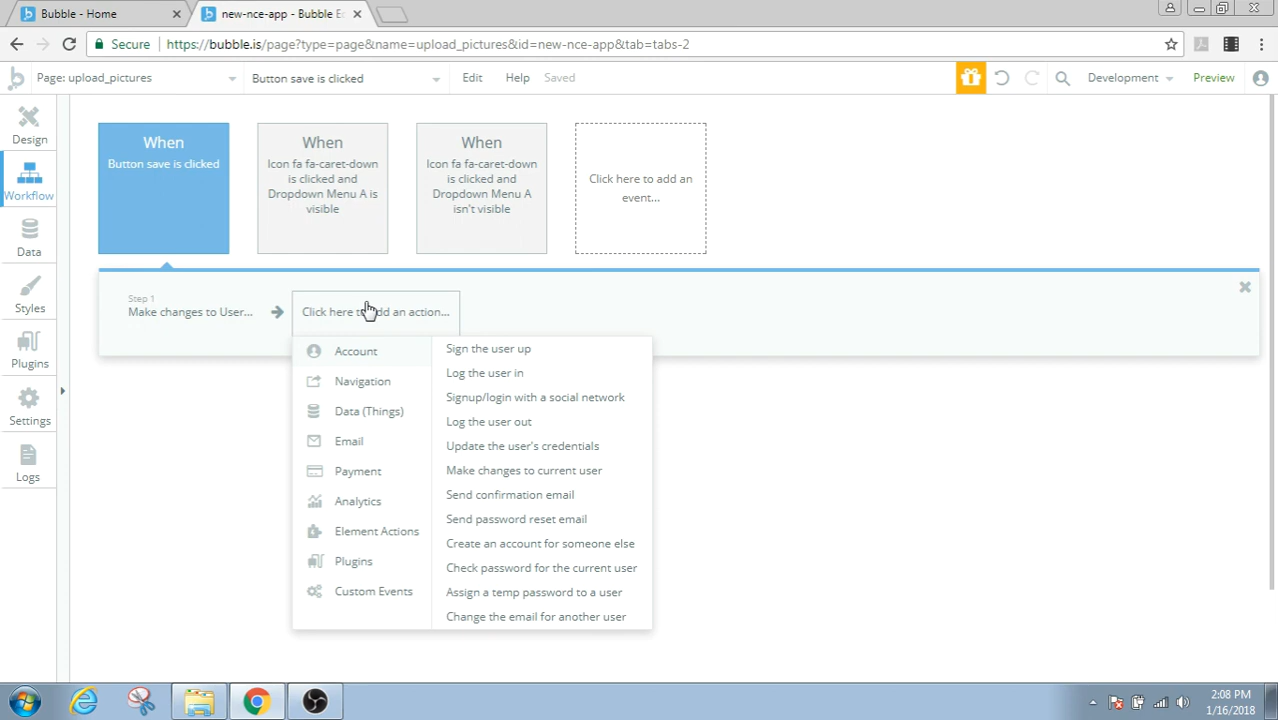 Bubble - Home
new-nce-app - Bubble Ed
Secure
https://bubble.is/page?type=page&name=upload_pictures&id=new-nce-app&tab=tabs-2
Page: upload_pictures
Button save is clicked
Edit
Help
Saved
Development
Preview
Design
Workflow
Data
Styles
Plugins
Settings
Logs
When
Button save is clicked
When
Icon fa fa-caret-down
is clicked and
Dropdown Menu A is
visible
When
Icon fa fa-caret-down
is clicked and
Dropdown Menu A
isn't visible
Click here to add an
event...
Step 1
Make changes to User...
Click here to add an action...
Account
Navigation
Data (Things)
Email
Payment
Analytics
Element Actions
Plugins
Custom Events
Sign the user up
Log the user in
Signup/login with a social network
Log the user out
Update the user's credentials
Make changes to current user
Send confirmation email
Send password reset email
Create an account for someone else
Check password for the current user
Assign a temp password to a user
Change the email for another user
2:08 PM
1/16/2018